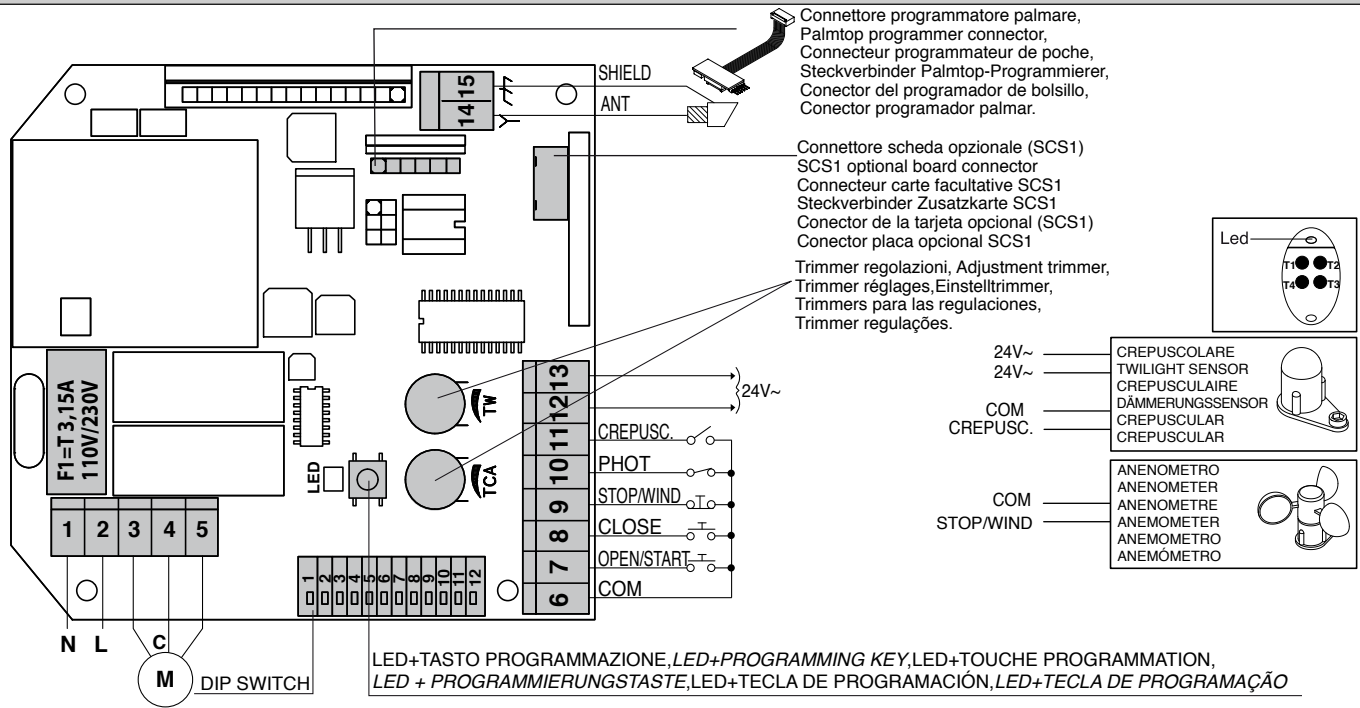 Connettore programmatore palmare,
Palmtop programmer connector,
Connecteur programmateur de poche,
Steckverbinder Palmtop-Programmierer,
Conector del programador de bolsillo,
Conector programador palmar.
SHIELD
ANT
15
14
Connettore scheda opzionale (SCS1)
SCS1 optional board connector
Connecteur carte facultative SCS1
Steckverbinder Zusatzkarte SCS1
Conector de la tarjeta opcional (SCS1)
Conector placa opcional SCS1
Trimmer regolazioni, Adjustment trimmer,
Trimmer réglages,Einstelltrimmer,
Trimmers para las regulaciones,
Trimmer regulações.
Led
T1 T2
T4 T3
24V~
24V~
COM
CREPUSC.
CREPUSCOLARE
TWILIGHT SENSOR
CREPUSCULAIRE
DÄMMERUNGSSENSOR
CREPUSCULAR
CREPUSCULAR
COM
STOP/WIND
ANENOMETRO
ANENOMETER
ANENOMETRE
ANEMOMETER
ANEMOMETRO
ANEMÓMETRO
F1=T 3,15A
110V/230V
TW
TCA
LED
13
12
11
10
9
8
7
6
24V~
CREPUSC.
PHOT
STOP/WIND
CLOSE
OPEN/START
COM
1 2 3 4 5
1 2 3 4 5 6 7 8 9 10 11 12
N L
C
M
DIP SWITCH
LED+TASTO PROGRAMMAZIONE,LED+PROGRAMMING KEY,LED+TOUCHE PROGRAMMATION,
LED + PROGRAMMIERUNGSTASTE,LED+TECLA DE PROGRAMACIÓN,LED+TECLA DE PROGRAMAÇÃO